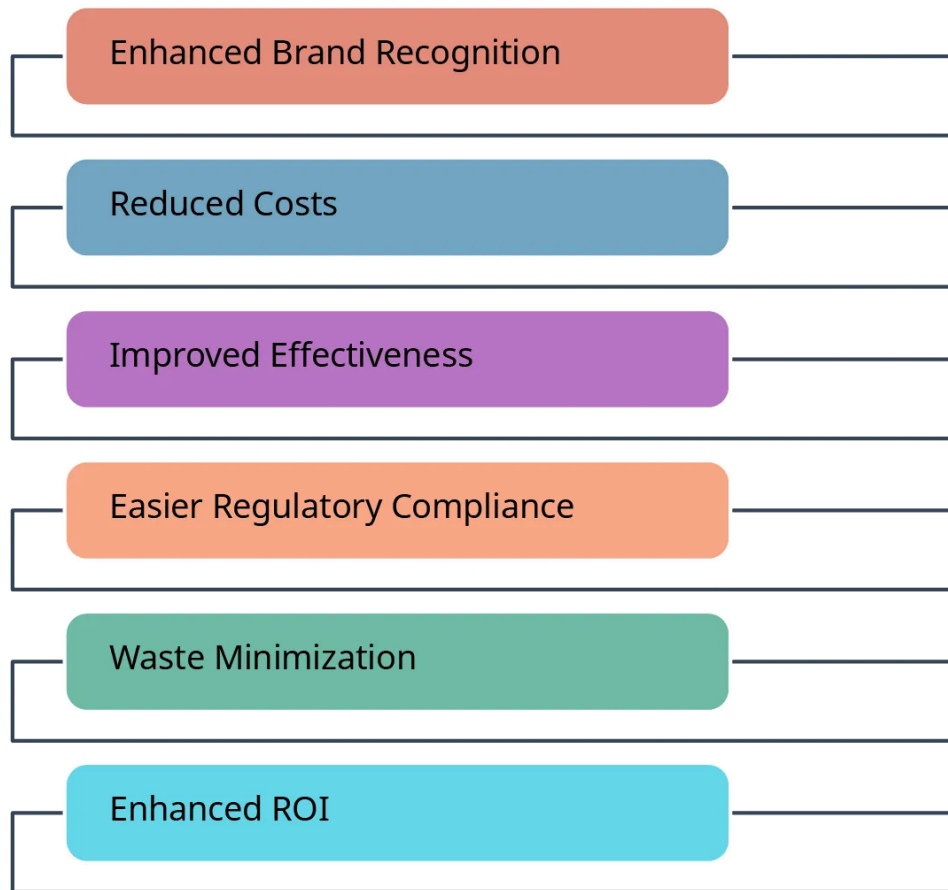 Enhanced Brand Recognition
Reduced Costs
Improved Effectiveness
Easier Regulatory Compliance
Waste Minimization
Enhanced ROI